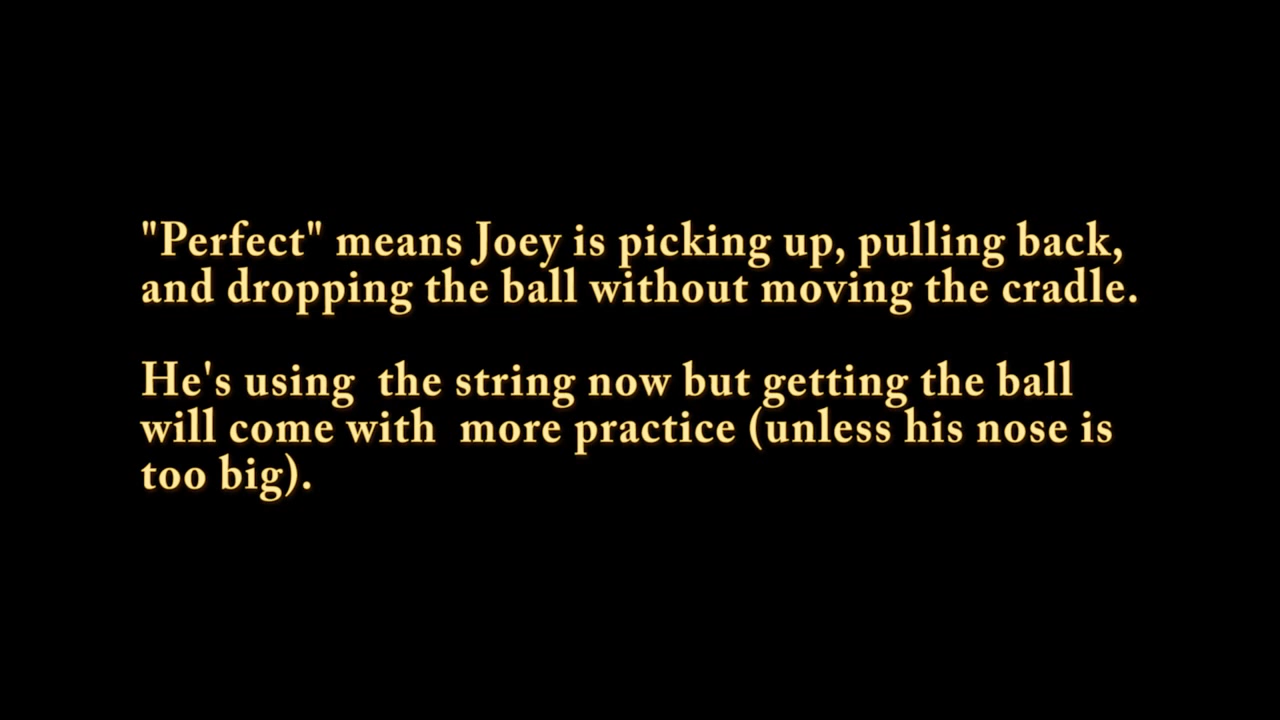 "Perfect" means Joey is picking up, pulling back,
and dropping the ball without moving the cradle.
He's using  the string now but getting the ball
will come with  more practice (unless his nose is
too big).